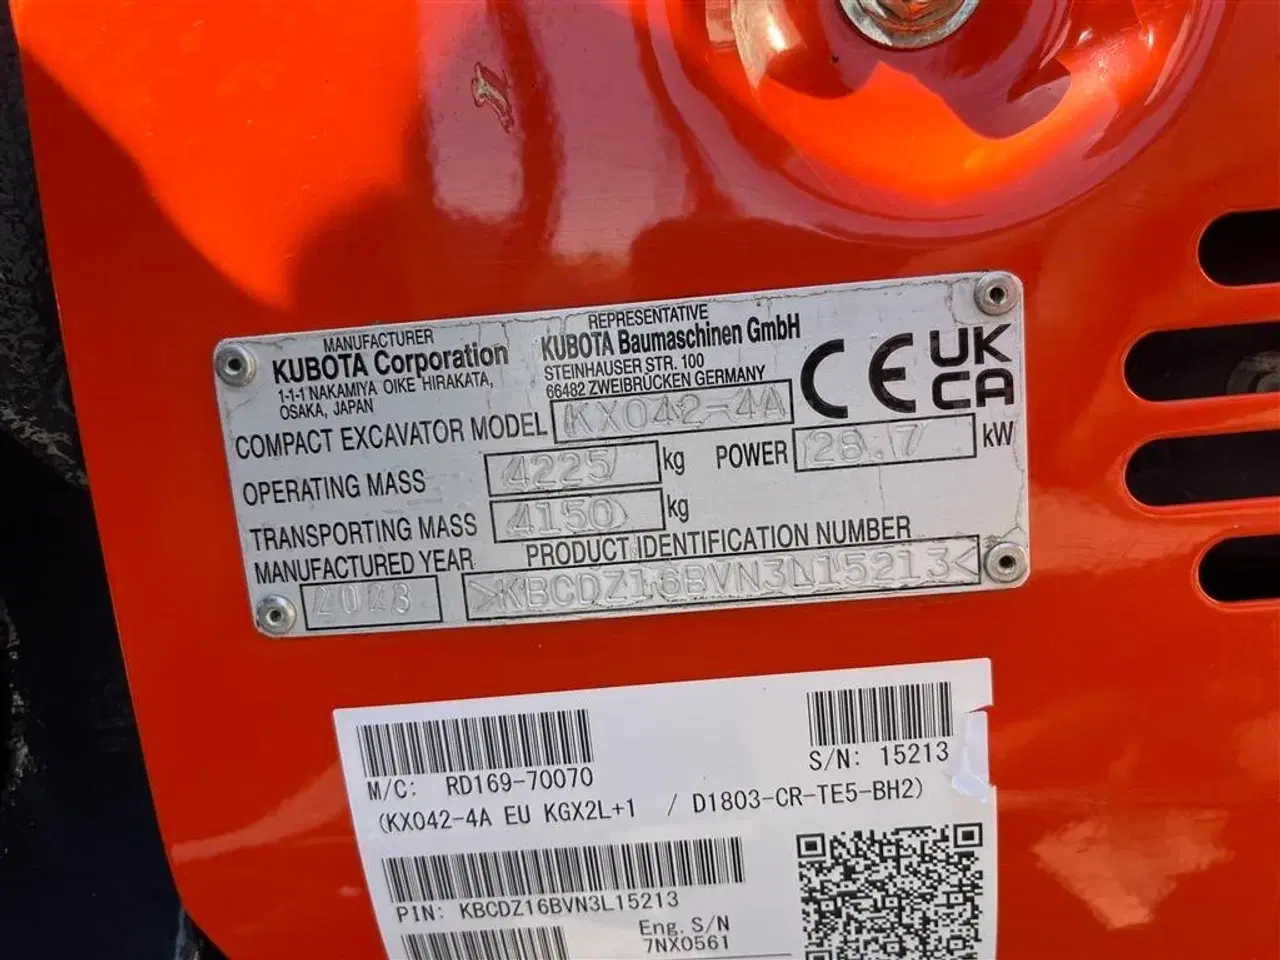 MANUFACTURER
KUBOTA Corporation
1-1-1 NAKAMIYA OIKE HIRAKATA,
OSAKA, JAPAN
REPRESENTATIVE
KUBOTA Baumaschinen GmbH
STEINHAUSER STR. 100
66482 ZWEIBRÜCKEN GERMANY
CE UK
CA
COMPACT EXCAVATOR MODEL KX042-4A
OPERATING MASS 4225 kg POWER 28.7 kW
TRANSPORTING MASS 4150 kg
MANUFACTURED YEAR PRODUCT IDENTIFICATION NUMBER
2023 >KBCDZ16BVN3L15213<
M/C: RD169-70070 S/N: 15213
(KX042-4A EU KGX2L+1 / D1803-CR-TE5-BH2)
PIN: KBCDZ16BVN3L15213
Eng. S/N
7NX0561